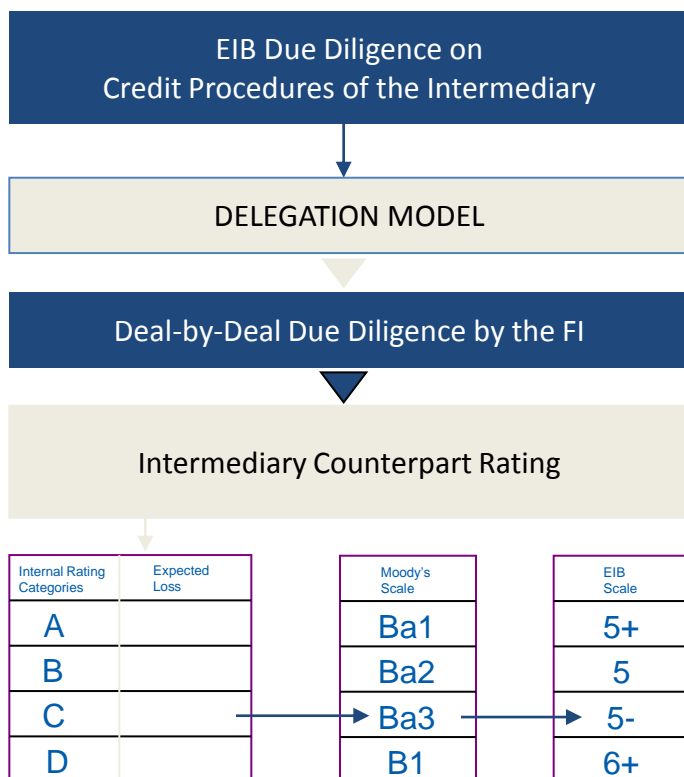 EIB Due Diligence on
Credit Procedures of the Intermediary
DELEGATION MODEL
Deal-by-Deal Due Diligence by the FI
Intermediary Counterpart Rating
Internal Rating Categories Expected Loss Moody's Scale EIB Scale
A Ba1 5+
B Ba2 5
C Ba3 5-
D B1 6+